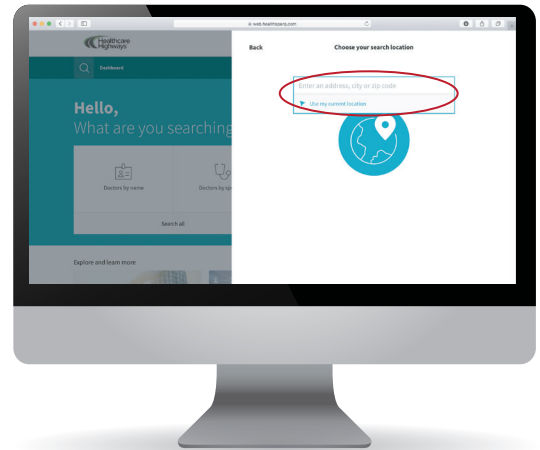 web.healthsparq.com
Healthcare
Highways
Dashboard
Hello,
What are you searching
Doctors by name
Doctors by sp
Search all
Explore and learn more
Back
Choose your search location
Enter an address, city or zip code
Use my current location